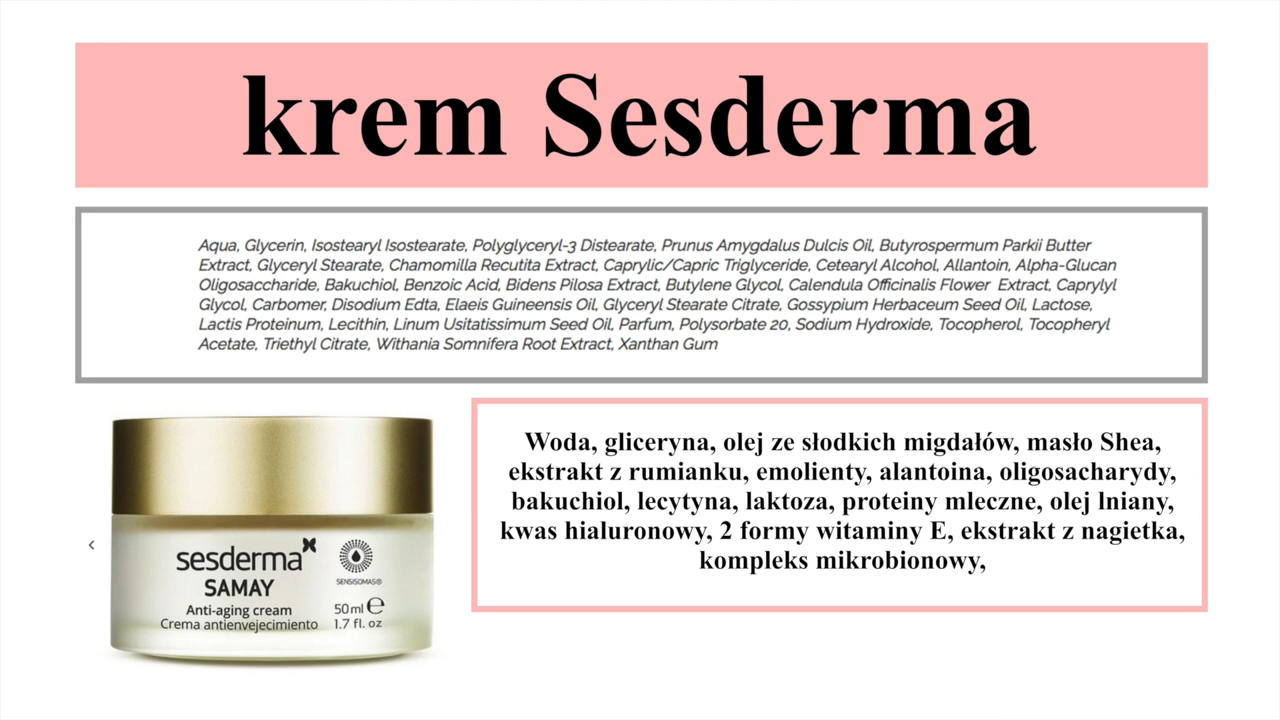 krem Sesderma
Aqua, Glycerin, Isostearyl Isostearate, Polyglyceryl-3 Distearate, Prunus Amygdalus Dulcis Oil, Butyrospermum Parkii Butter
Extract, Glyceryl Stearate, Chamomilla Recutita Extract, Caprylic/Capric Triglyceride, Cetearyl Alcohol, Allantoin, Alpha-Glucan
Oligosaccharide, Bakuchiol, Benzoic Acid, Bidens Pilosa Extract, Butylene Glycol, Calendula Officinalis Flower Extract, Caprylyl
Glycol, Carbomer, Disodium Edta, Elaeis Guineensis Oil, Glyceryl Stearate Citrate, Gossypium Herbaceum Seed Oil, Lactose,
Lactis Proteinum, Lecithin, Linum Usitatissimum Seed Oil, Parfum, Polysorbate 20, Sodium Hydroxide, Tocopherol, Tocopheryl
Acetate, Triethyl Citrate, Withania Somnifera Root Extract, Xanthan Gum
Woda, gliceryna, olej ze słodkich migdałów, masło Shea,
ekstrakt z rumianku, emolienty, alantoina, oligosacharydy,
bakuchiol, lecytyna, laktoza, proteiny mleczne, olej lniany,
kwas hialuronowy, 2 formy witaminy E, ekstrakt z nagietka,
kompleks mikrobionowy,
sesderma
SAMAY
SENSISOMAS®
Anti-aging cream
Crema antienvejecimiento
50 ml e
1.7 fl. oz